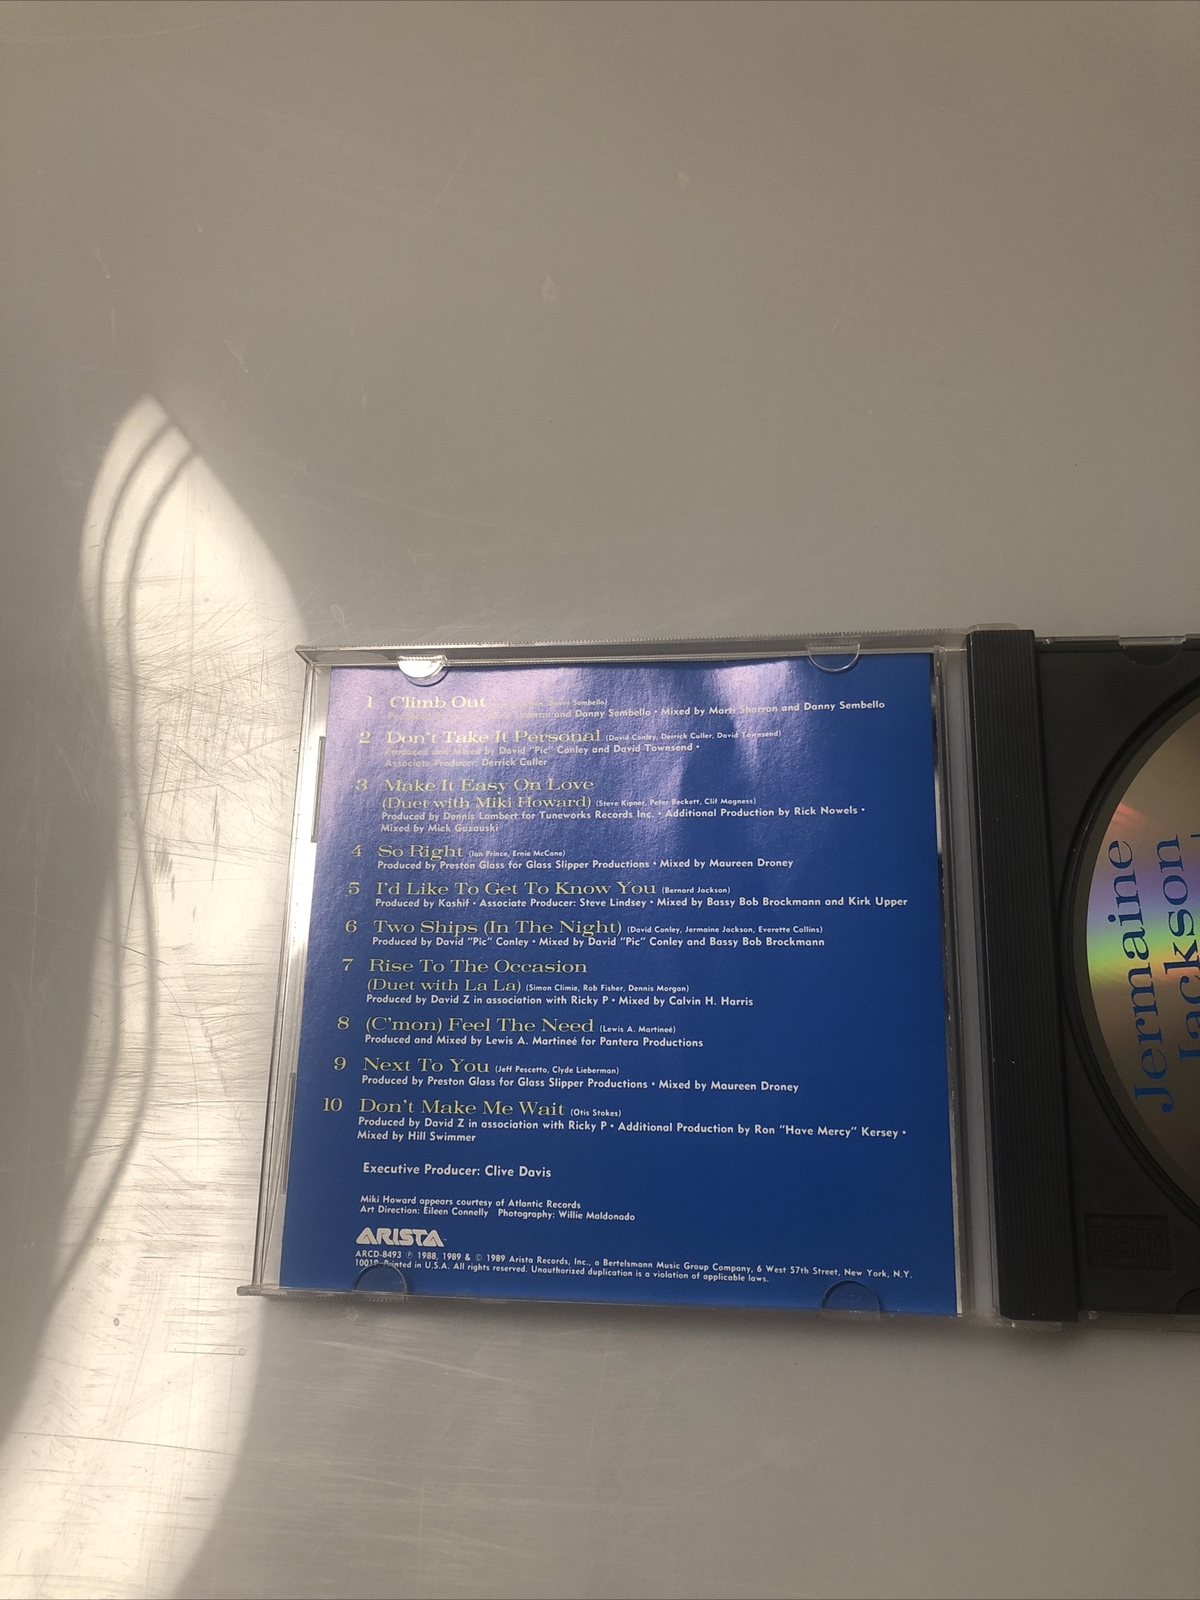 1 Climb Out Danny Sembello)
and Danny Sembello • Mixed by Marti Sharron and Danny Sembello
2 Don't Take It Personal (David Conley, Derrick Culler, David Townsend)
Produced and Mixed by David "Pic" Conley and David Townsend •
Associate Producer: Derrick Culler
3 Make It Easy On Love
(Duet with Miki Howard) (Steve Kipner, Peter Beckett, Clif Magness)
Produced by Dennis Lambert for Tuneworks Records Inc. • Additional Production by Rick Nowels •
Mixed by Mick Guzauski
4 So Right (Ian Prince, Ernie McCone)
Produced by Preston Glass for Glass Slipper Productions • Mixed by Maureen Droney
5 I'd Like To Get To Know You (Bernard Jackson)
Produced by Kashif • Associate Producer: Steve Lindsey • Mixed by Bassy Bob Brockmann and Kirk Upper
6 Two Ships (In The Night) (David Conley, Jermaine Jackson, Everette Collins)
Produced by David "Pic" Conley • Mixed by David "Pic" Conley and Bassy Bob Brockmann
7 Rise To The Occasion
(Duet with La La) (Simon Climie, Rob Fisher, Dennis Morgan)
Produced by David Z in association with Ricky P • Mixed by Calvin H. Harris
8 (C'mon) Feel The Need (Lewis A. Martineé)
Produced and Mixed by Lewis A. Martineé for Pantera Productions
9 Next To You (Jeff Pescetto, Clyde Lieberman)
Produced by Preston Glass for Glass Slipper Productions • Mixed by Maureen Droney
10 Don't Make Me Wait (Otis Stokes)
Produced by David Z in association with Ricky P • Additional Production by Ron "Have Mercy" Kersey •
Mixed by Hill Swimmer
Executive Producer: Clive Davis
Miki Howard appears courtesy of Atlantic Records
Art Direction: Eileen Connelly Photography: Willie Maldonado
ARISTA
ARCD-8493 ℗ 1988, 1989 & © 1989 Arista Records, Inc., a Bertelsmann Music Group Company, 6 West 57th Street, New York, N.Y.
10019 Printed in U.S.A. All rights reserved. Unauthorized duplication is a violation of applicable laws.
Jermaine
Jackson